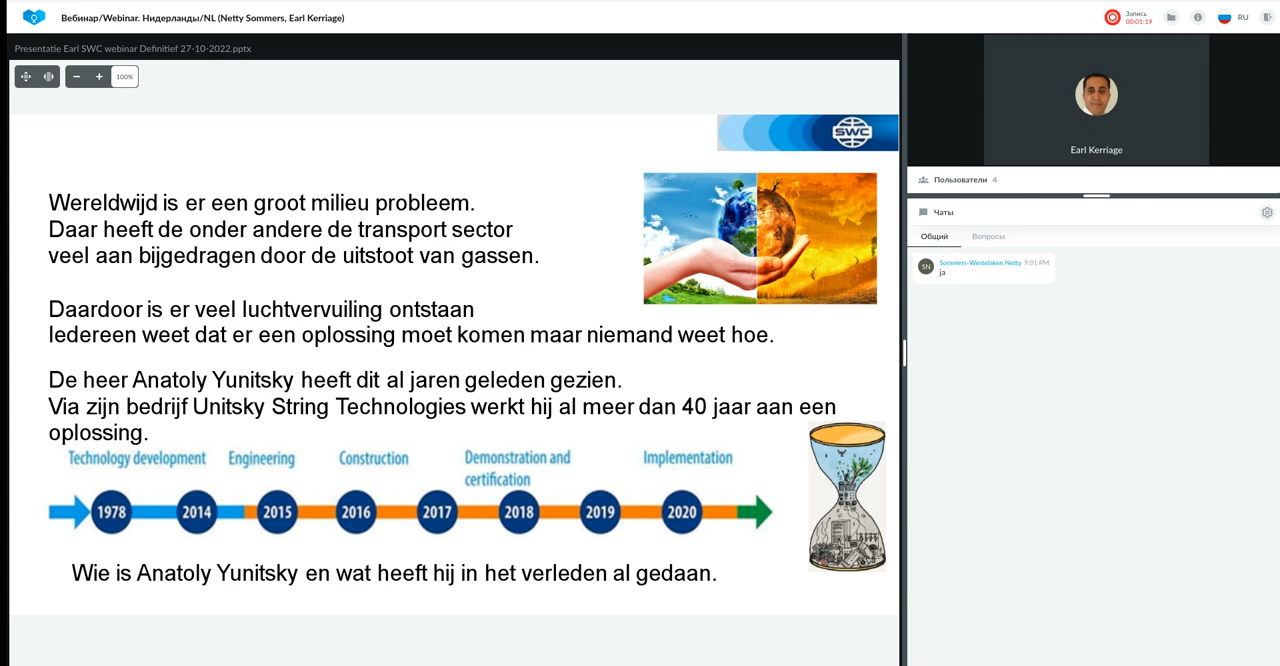 Вебинар/Webinar. Нидерланды/NL (Netty Sommers, Earl Kerriage)
Запись
00:01:19
RU
Presentatie Earl SWC webinar Definitief 27-10-2022.pptx
100%
SWC
Wereldwijd is er een groot milieu probleem.
Daar heeft de onder andere de transport sector
veel aan bijgedragen door de uitstoot van gassen.
Daardoor is er veel luchtvervuiling ontstaan
Iedereen weet dat er een oplossing moet komen maar niemand weet hoe.
De heer Anatoly Yunitsky heeft dit al jaren geleden gezien.
Via zijn bedrijf Unitsky String Technologies werkt hij al meer dan 40 jaar aan een
oplossing.
Technology development Engineering Construction Demonstration and Implementation
certification
1978 2014 2015 2016 2017 2018 2019 2020
Wie is Anatoly Yunitsky en wat heeft hij in het verleden al gedaan.
Earl Kerriage
Пользователи 4
Чаты
Общий Вопросы
SN Sommers-Westelaken Netty 9:01 PM
ja